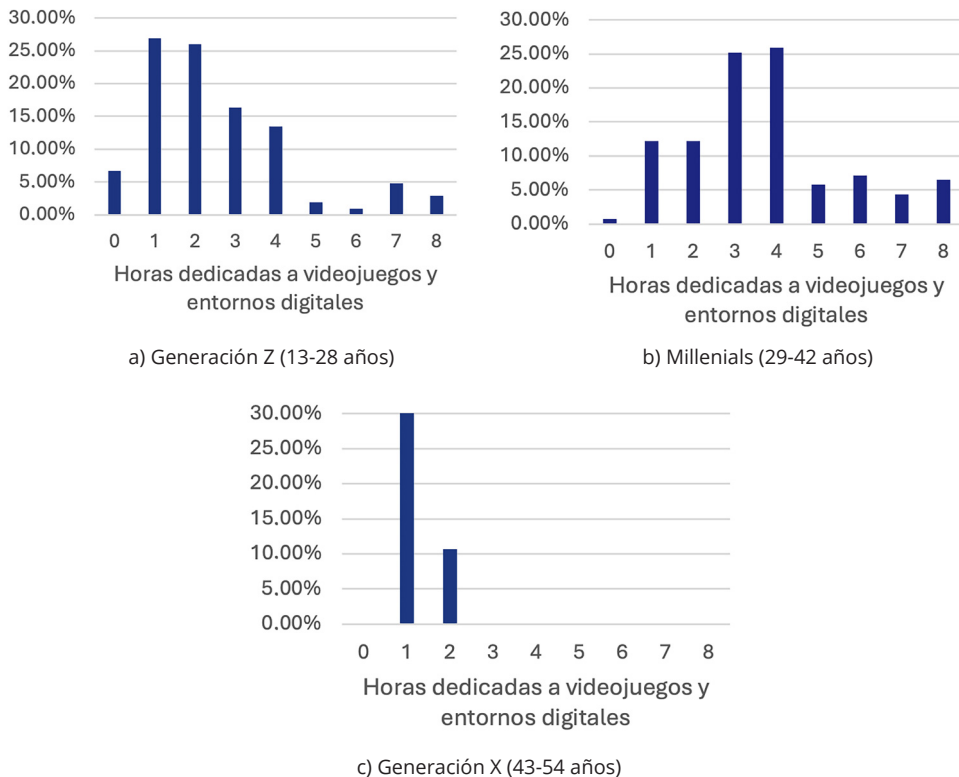 30.00%
25.00%
20.00%
15.00%
10.00%
5.00%
0.00%
0 1 2 3 4 5 6 7 8
Horas dedicadas a videojuegos y
entornos digitales
a) Generación Z (13-28 años)
30.00%
25.00%
20.00%
15.00%
10.00%
5.00%
0.00%
0 1 2 3 4 5 6 7 8
Horas dedicadas a videojuegos y
entornos digitales
b) Millenials (29-42 años)
30.00%
25.00%
20.00%
15.00%
10.00%
5.00%
0.00%
0 1 2 3 4 5 6 7 8
Horas dedicadas a videojuegos y
entornos digitales
c) Generación X (43-54 años)